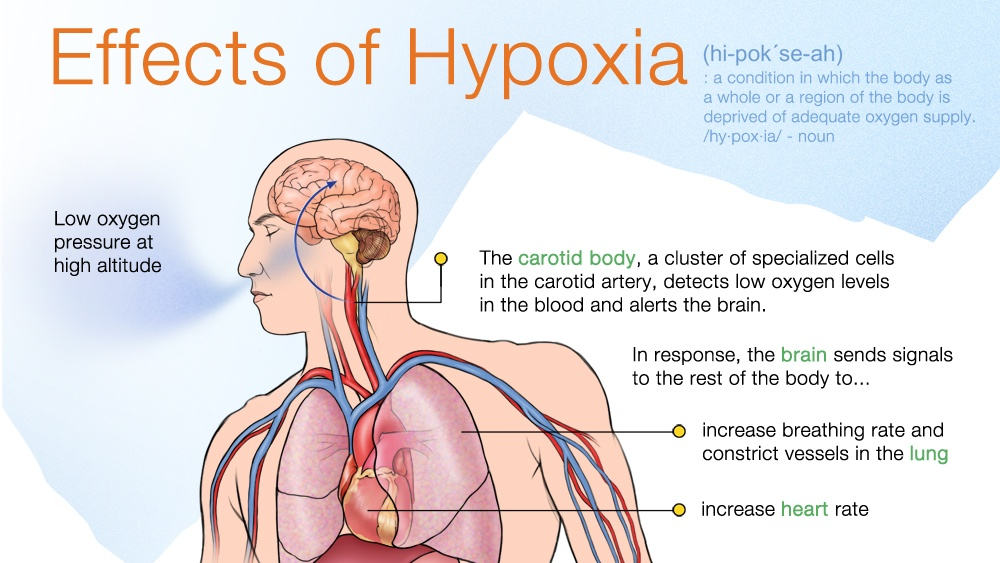 Effects of Hypoxia
(hi-pok´se-ah)
: a condition in which the body as
a whole or a region of the body is
deprived of adequate oxygen supply.
/hy·pox·ia/ - noun
Low oxygen
pressure at
high altitude
The carotid body, a cluster of specialized cells
in the carotid artery, detects low oxygen levels
in the blood and alerts the brain.
In response, the brain sends signals
to the rest of the body to...
increase breathing rate and
constrict vessels in the lung
increase heart rate